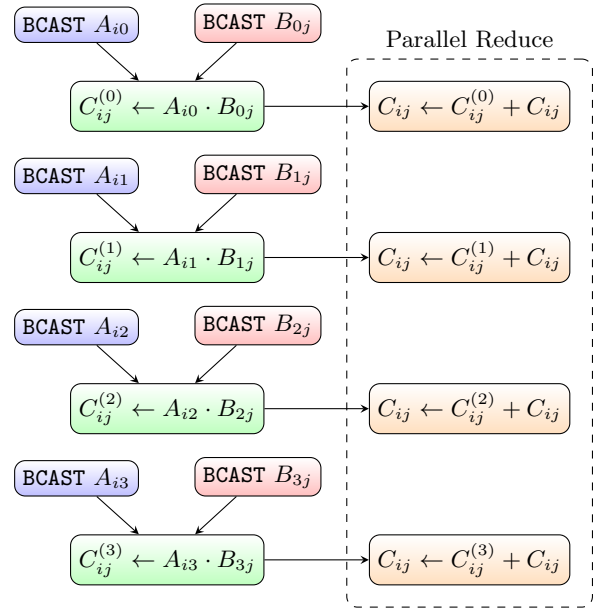 BCAST A_{i0}
BCAST B_{0j}
Parallel Reduce
C_{ij}^{(0)} ← A_{i0} · B_{0j}
C_{ij} ← C_{ij}^{(0)} + C_{ij}
BCAST A_{i1}
BCAST B_{1j}
C_{ij}^{(1)} ← A_{i1} · B_{1j}
C_{ij} ← C_{ij}^{(1)} + C_{ij}
BCAST A_{i2}
BCAST B_{2j}
C_{ij}^{(2)} ← A_{i2} · B_{2j}
C_{ij} ← C_{ij}^{(2)} + C_{ij}
BCAST A_{i3}
BCAST B_{3j}
C_{ij}^{(3)} ← A_{i3} · B_{3j}
C_{ij} ← C_{ij}^{(3)} + C_{ij}